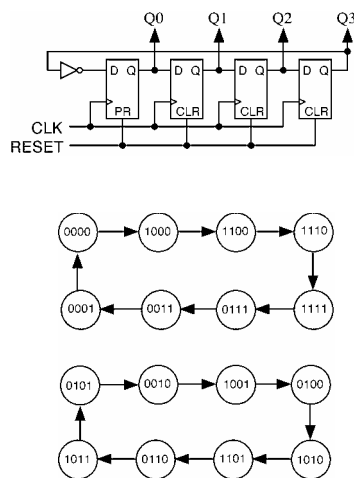 Q0 Q1 Q2 Q3
D Q D Q D Q D Q
PR CLR CLR CLR
CLK
RESET
0000 1000 1100 1110
0001 0011 0111 1111
0101 0010 1001 0100
1011 0110 1101 1010